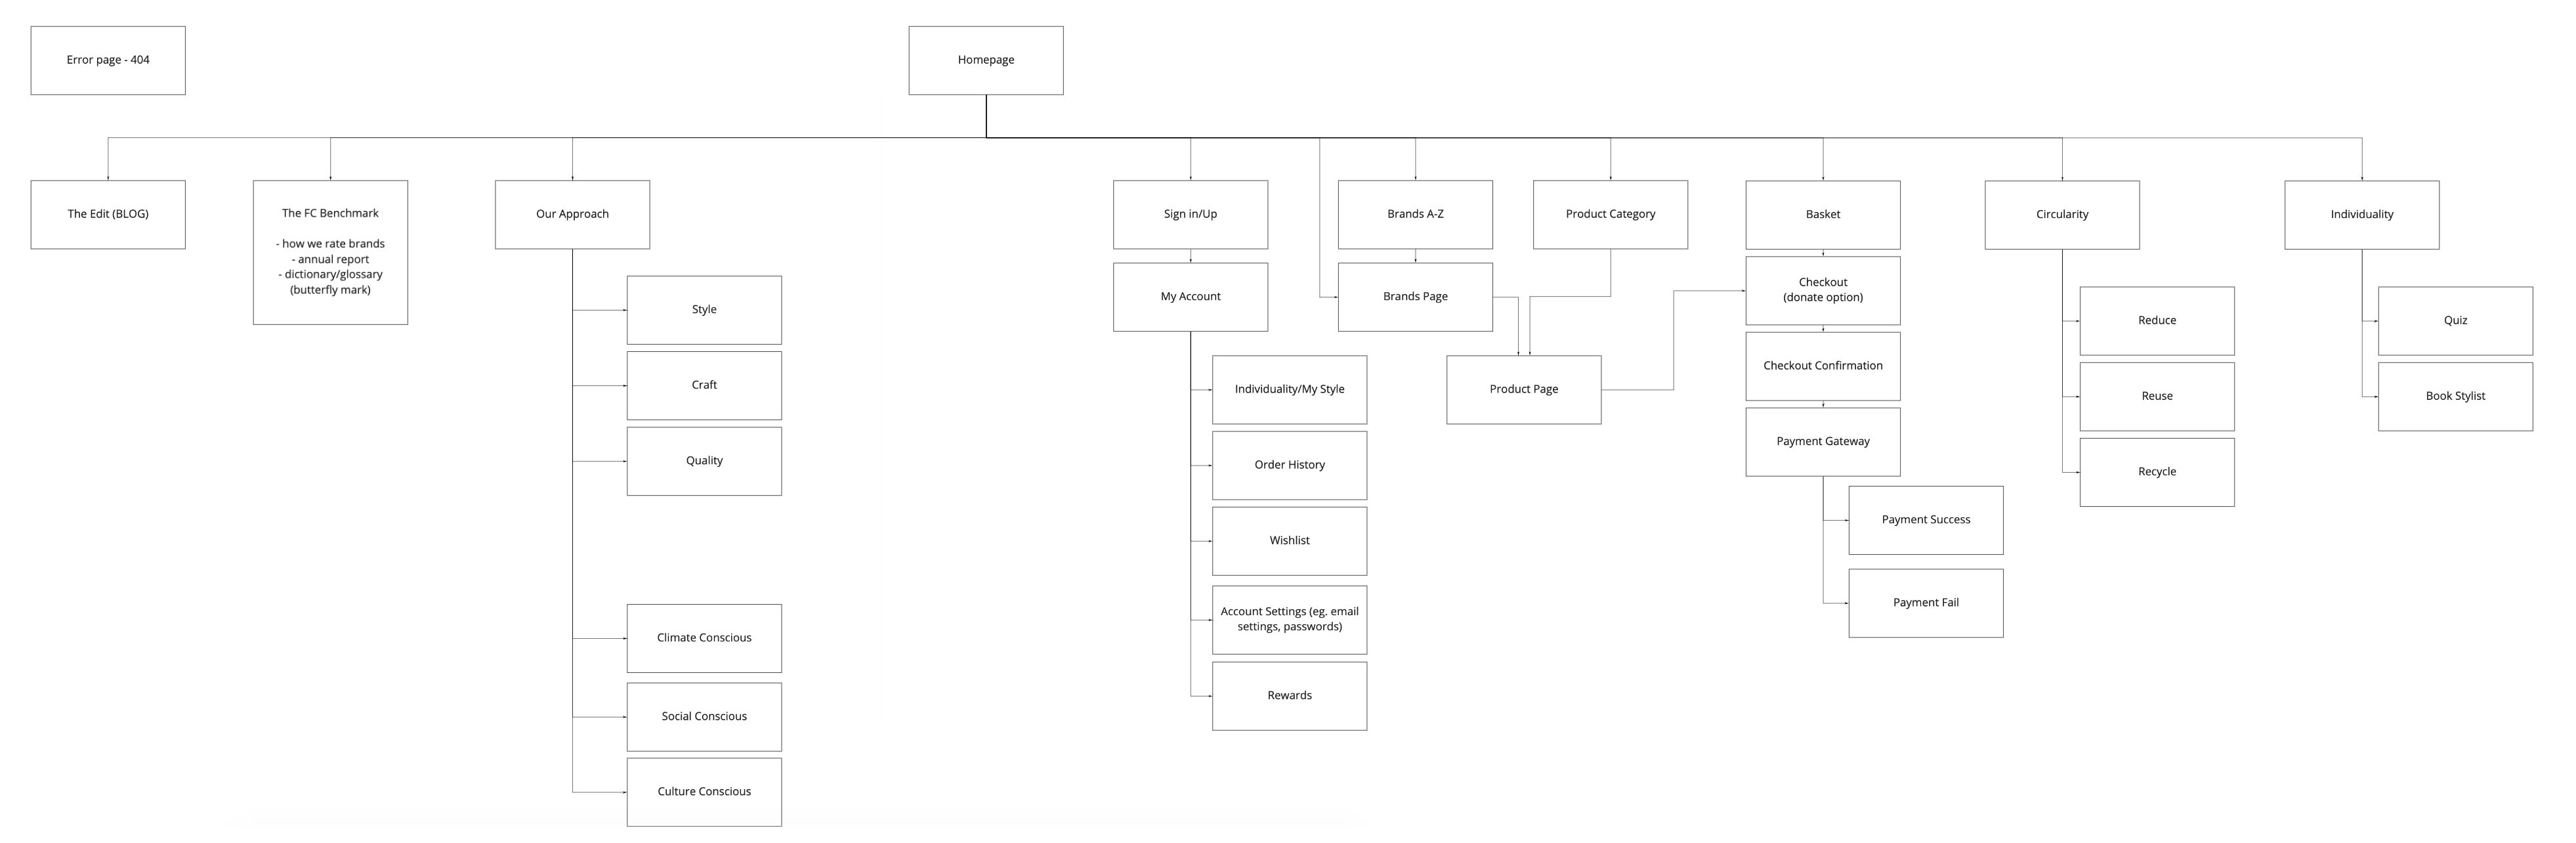 Error page - 404
Homepage
The Edit (BLOG)
The FC Benchmark
- how we rate brands
- annual report
- dictionary/glossary
(butterfly mark)
Our Approach
Style
Craft
Quality
Climate Conscious
Social Conscious
Culture Conscious
Sign in/Up
My Account
Individuality/My Style
Order History
Wishlist
Account Settings (eg. email
settings, passwords)
Rewards
Brands A-Z
Brands Page
Product Category
Product Page
Basket
Checkout
(donate option)
Checkout Confirmation
Payment Gateway
Payment Success
Payment Fail
Circularity
Reduce
Reuse
Recycle
Individuality
Quiz
Book Stylist